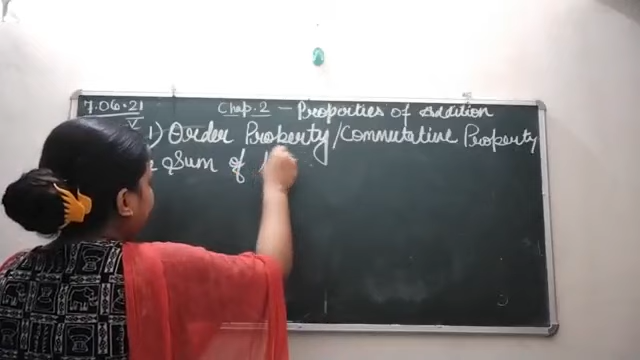 7.06.21 Chap. 2 - Properties of Addition
V
1) Order Property/Commutative Property
Sum of